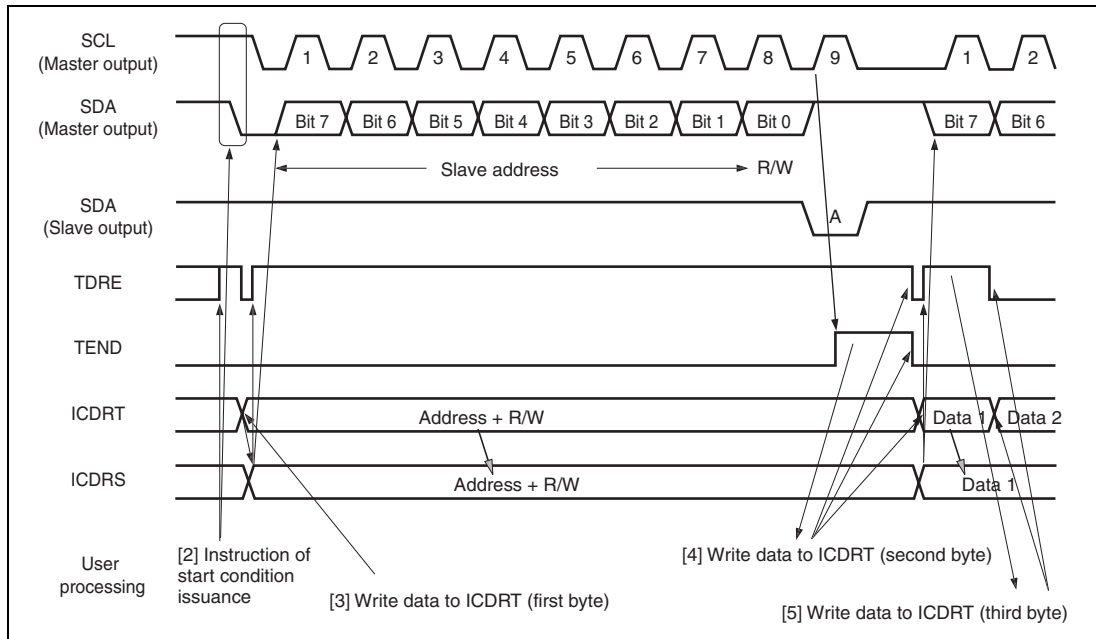 SCL
(Master output)
1 2 3 4 5 6 7 8 9 1 2
SDA
(Master output)
Bit 7 Bit 6 Bit 5 Bit 4 Bit 3 Bit 2 Bit 1 Bit 0 Bit 7 Bit 6
Slave address R/W
SDA
(Slave output)
A
TDRE
TEND
ICDRT
Address + R/W Data 1 Data 2
ICDRS
Address + R/W Data 1
User
processing
[2] Instruction of
start condition
issuance
[3] Write data to ICDRT (first byte)
[4] Write data to ICDRT (second byte)
[5] Write data to ICDRT (third byte)